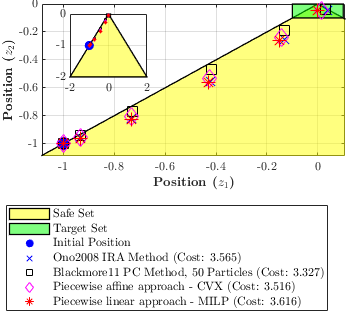 0
-0.2
-0.4
-0.6
-0.8
-1
Position (z2)
-1
-0.8
-0.6
-0.4
-0.2
0
Position (z1)
0
-1
-2
-2
0
2
Safe Set
Target Set
Initial Position
Ono2008 IRA Method (Cost: 3.565)
Blackmore11 PC Method, 50 Particles (Cost: 3.327)
Piecewise affine approach - CVX (Cost: 3.516)
Piecewise linear approach - MILP (Cost: 3.616)